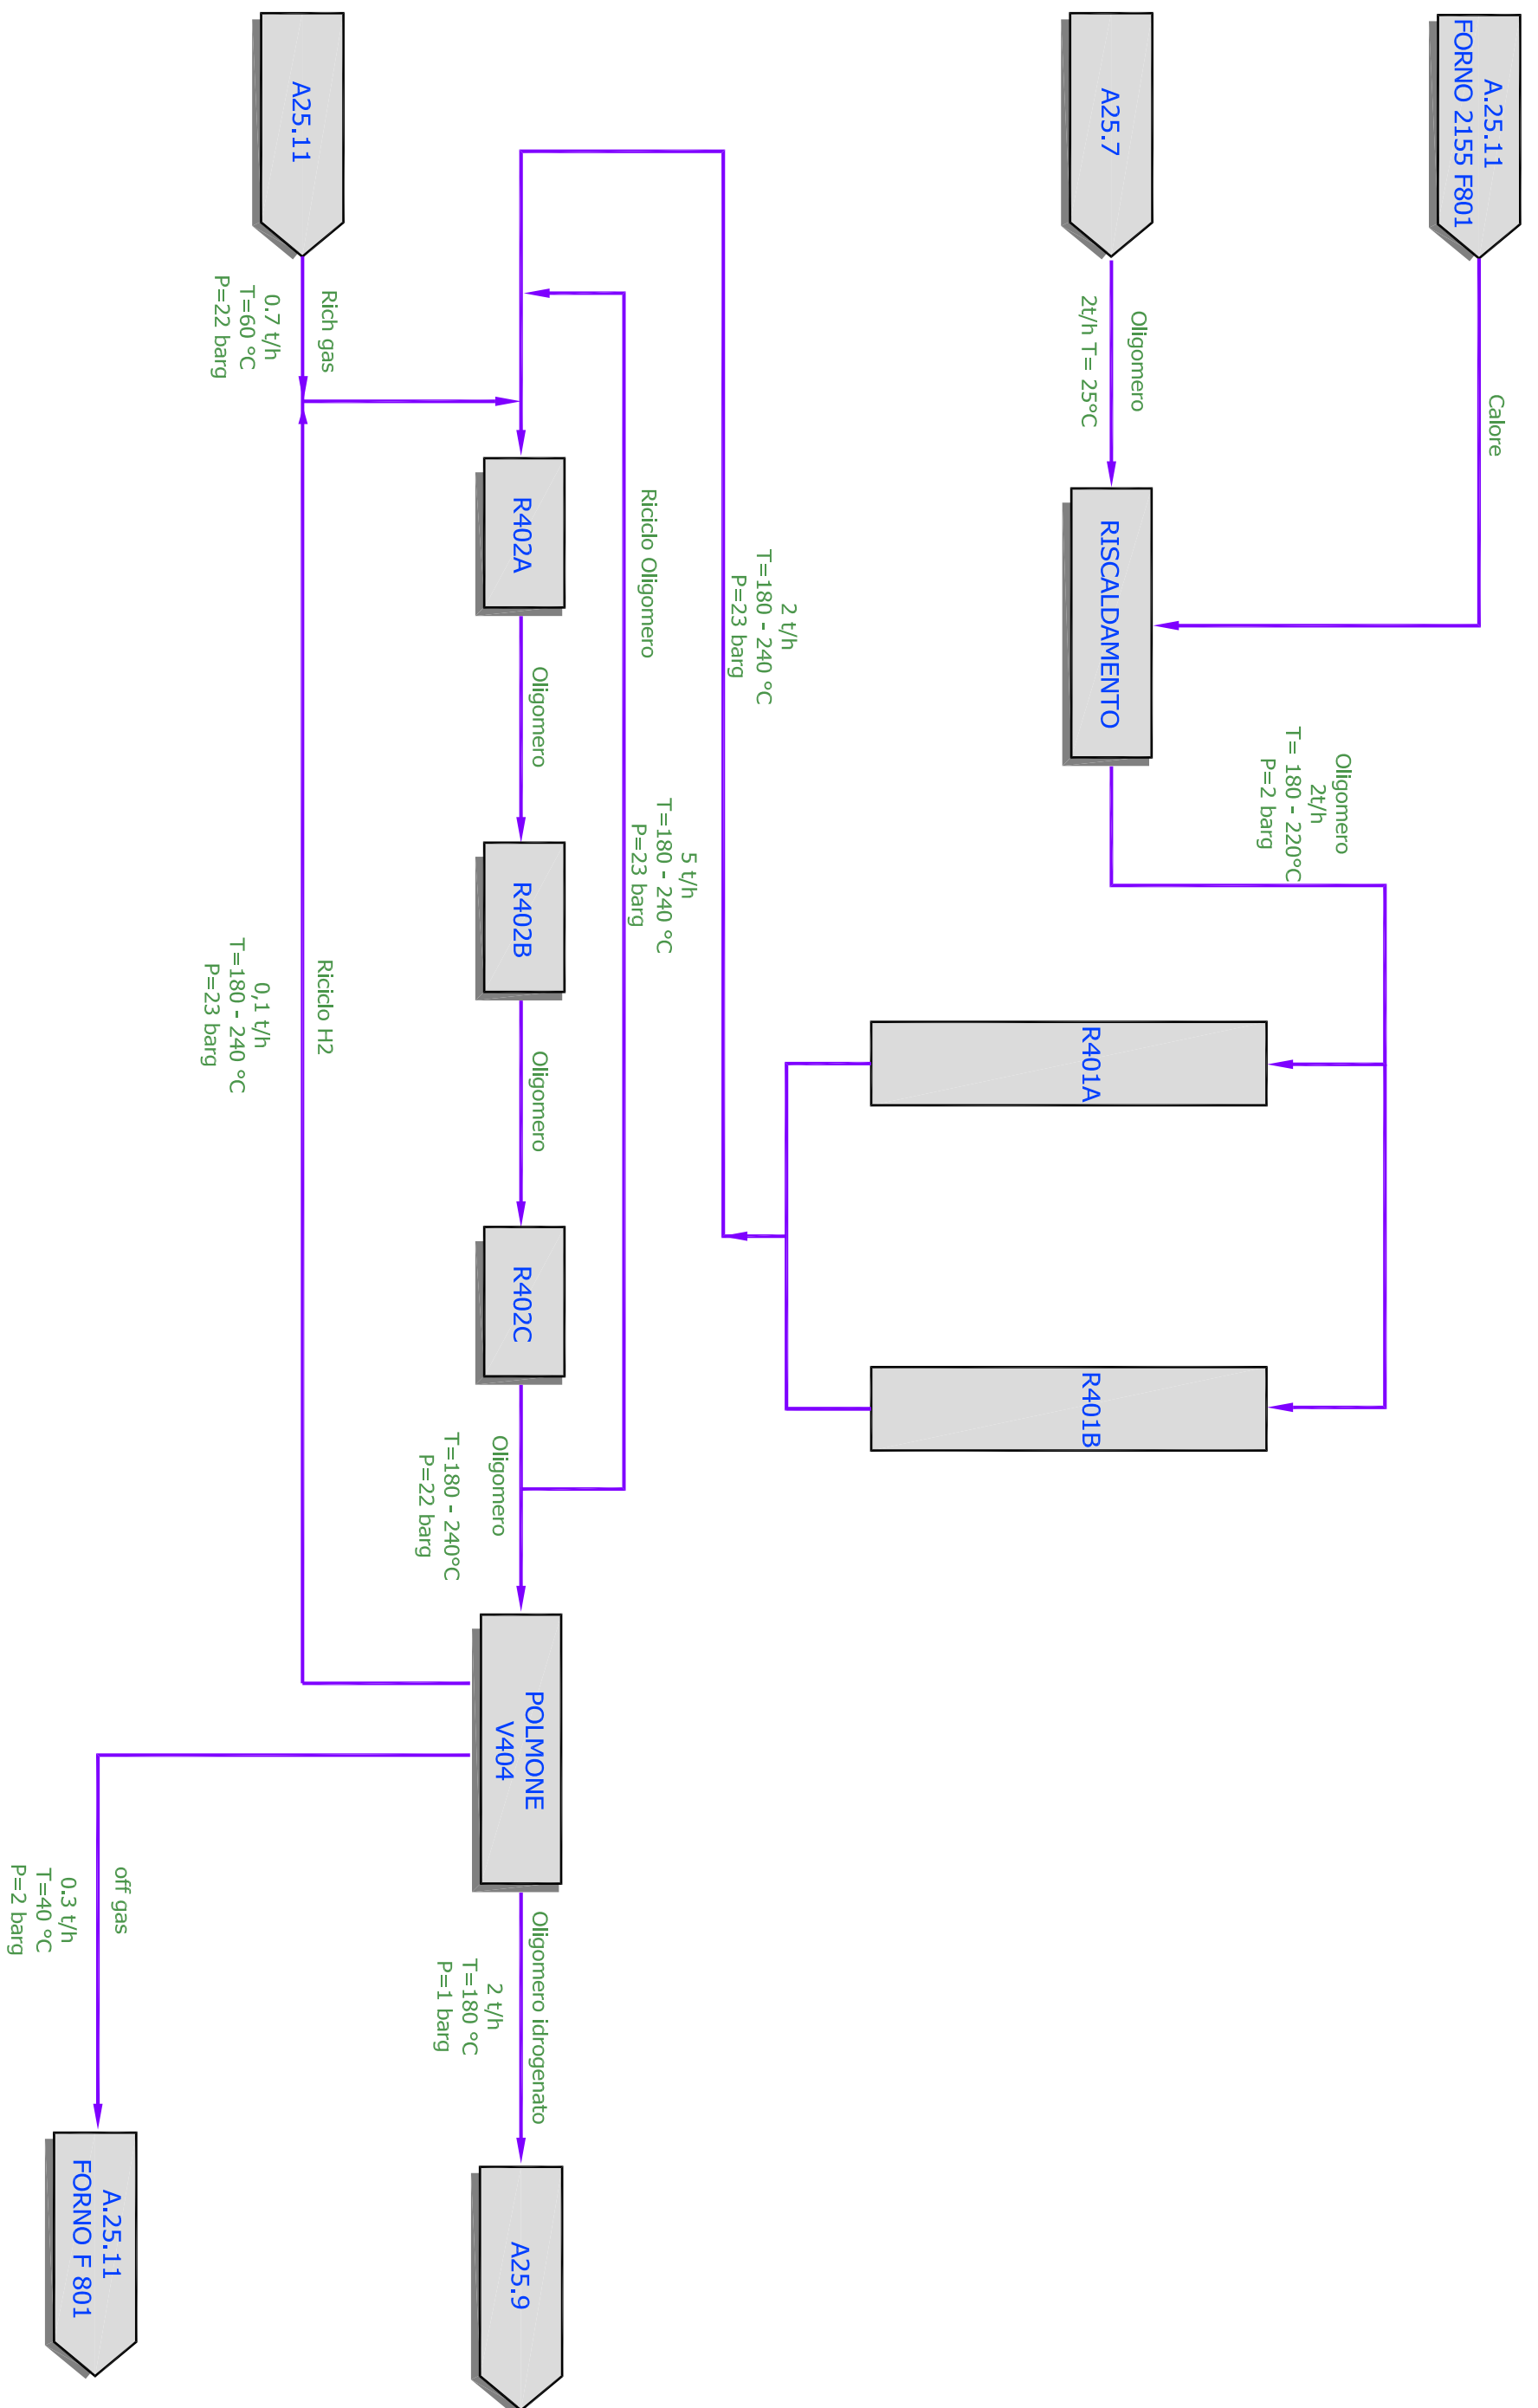 A.25.11
FORNO 2155 F801
Calore
A25.7
Oligomero
2t/h T= 25°C
RISCALDAMENTO
Oligomero
2t/h
T= 180 - 220°C
P=2 barg
R401A
R401B
2 t/h
T=180 - 240 °C
P=23 barg
5 t/h
T=180 - 240 °C
P=23 barg
Riciclo Oligomero
R402A
Oligomero
R402B
Oligomero
R402C
Oligomero
T=180 - 240°C
P=22 barg
POLMONE
V404
Oligomero idrogenato
2 t/h
T=180 °C
P=1 barg
A25.9
A25.11
Rich gas
0.7 t/h
T=60 °C
P=22 barg
Riciclo H2
0,1 t/h
T=180 - 240 °C
P=23 barg
off gas
0.3 t/h
T=40 °C
P=2 barg
A.25.11
FORNO F 801